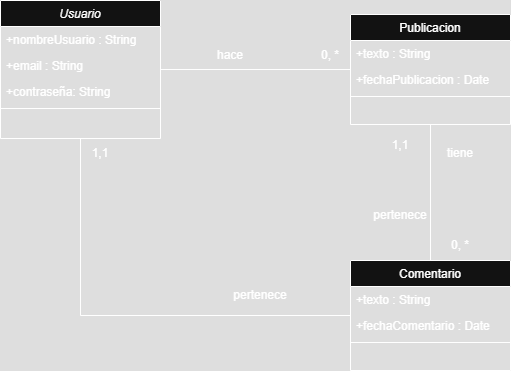 Usuario
+nombreUsuario : String
+email : String
+contraseña: String
hace
0, *
Publicacion
+texto : String
+fechaPublicacion : Date
1,1
1,1
tiene
pertenece
0, *
pertenece
Comentario
+texto : String
+fechaComentario : Date